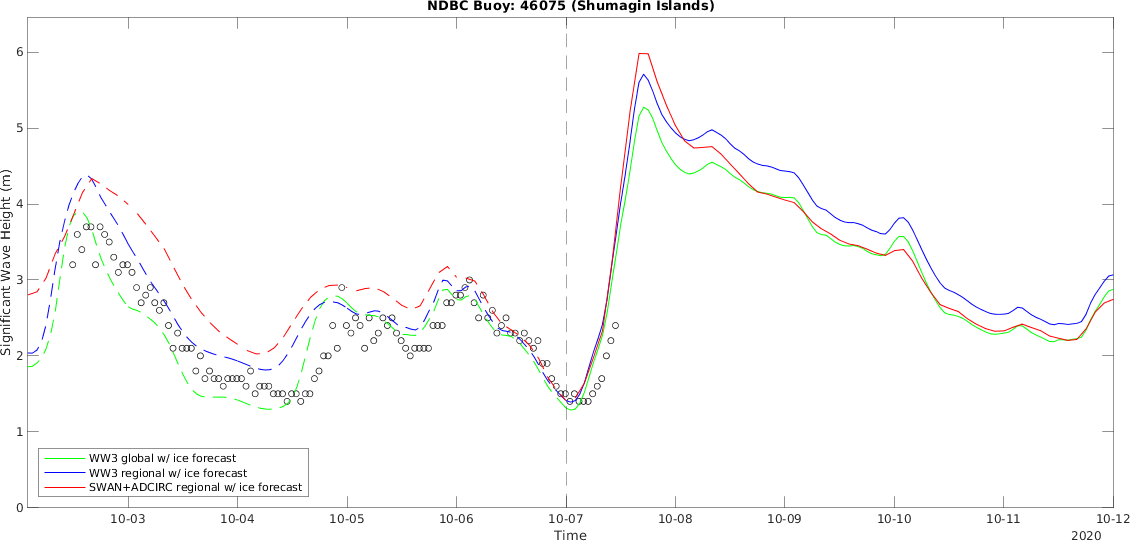 NDBC Buoy: 46075 (Shumagin Islands)
Significant Wave Height (m)
6
5
4
3
2
1
0
WW3 global w/ ice forecast
WW3 regional w/ ice forecast
SWAN+ADCIRC regional w/ ice forecast
10-03 10-04 10-05 10-06 10-07 10-08 10-09 10-10 10-11 10-12
Time
2020